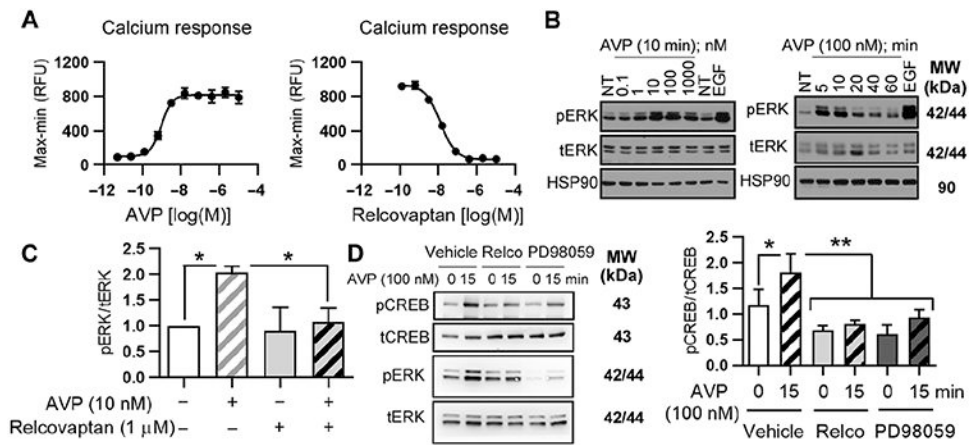 A
Calcium response
Max-min (RFU)
1200
800
400
0
−12 −10 −8 −6 −4
AVP [log(M)]
Calcium response
Max-min (RFU)
1200
800
400
0
−12 −10 −8 −6 −4
Relcovaptan [log(M)]
B
AVP (10 min); nM
NT 0.1 1 10 100 1000 NT EGF
pERK
tERK
HSP90
AVP (100 nM); min
NT 5 10 20 40 60 EGF
MW
(kDa)
pERK 42/44
tERK 42/44
HSP90 90
C
pERK/tERK
2.5
2.0
1.5
1.0
0.5
0.0
* *
AVP (10 nM) − + − +
Relcovaptan (1 μM) − − + +
D
Vehicle Relco PD98059
MW
(kDa)
AVP (100 nM) 0 15 0 15 0 15 min
pCREB 43
tCREB 43
pERK 42/44
tERK 42/44
pCREB/tCREB
2.5
2.0
1.5
1.0
0.5
0.0
* **
AVP 0 15 0 15 0 15 min
(100 nM)
Vehicle Relco PD98059